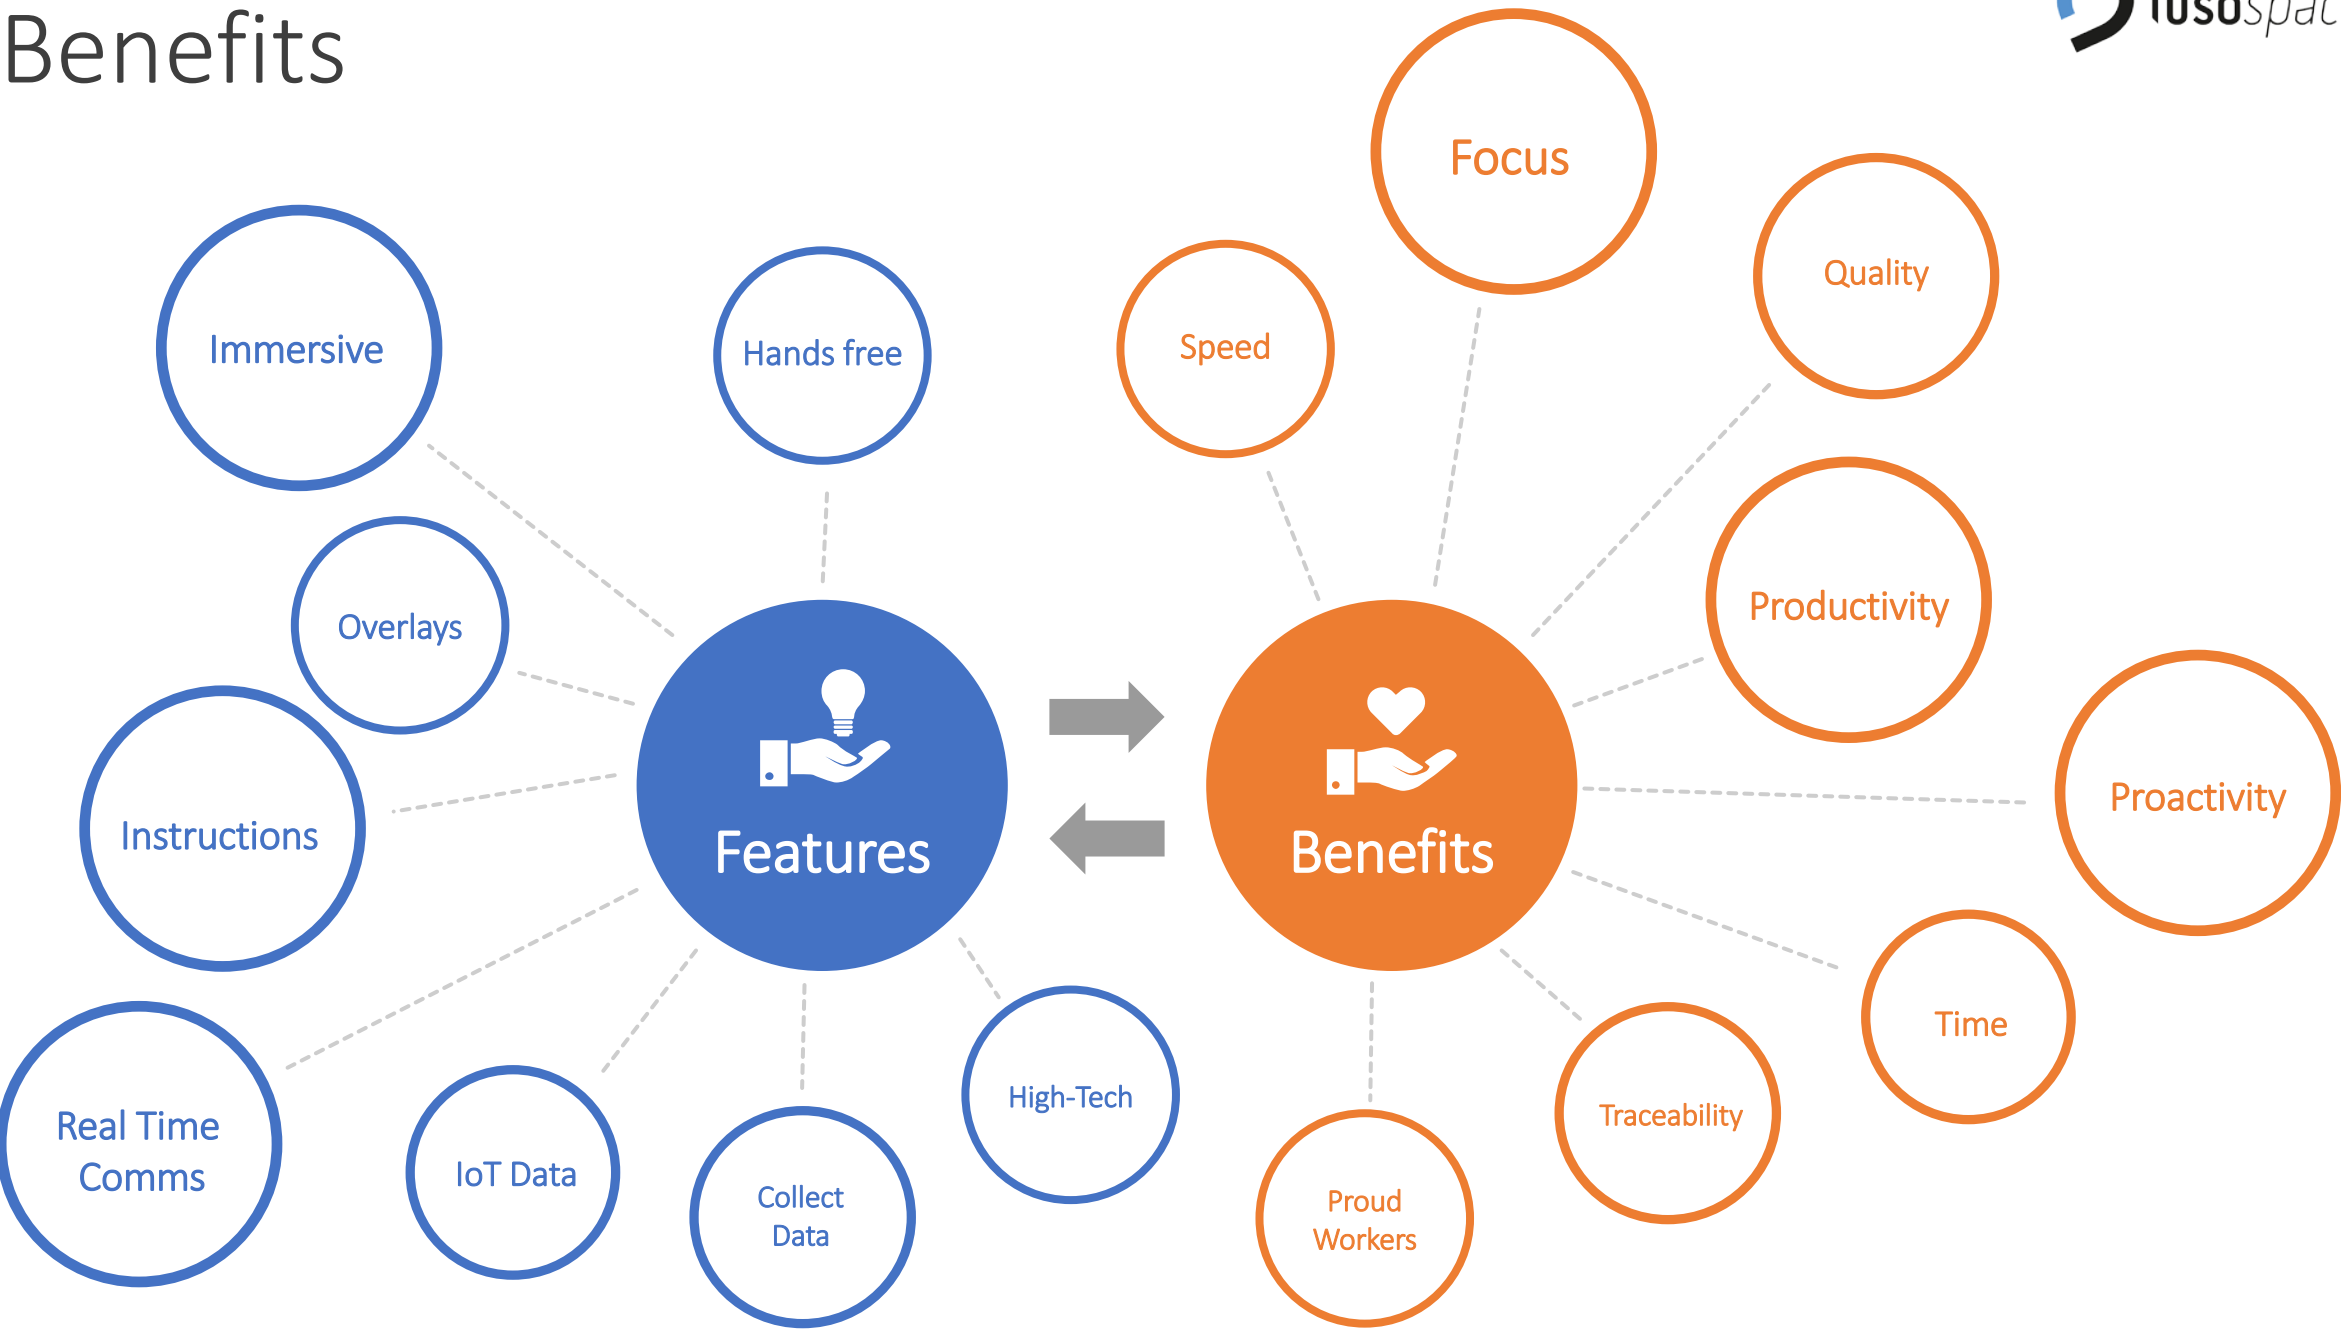 Benefits
Focus
Quality
Immersive
Hands free
Speed
Overlays
Productivity
Instructions
Features
Benefits
Proactivity
Time
Real Time
Comms
IoT Data
Collect
Data
High-Tech
Proud
Workers
Traceability